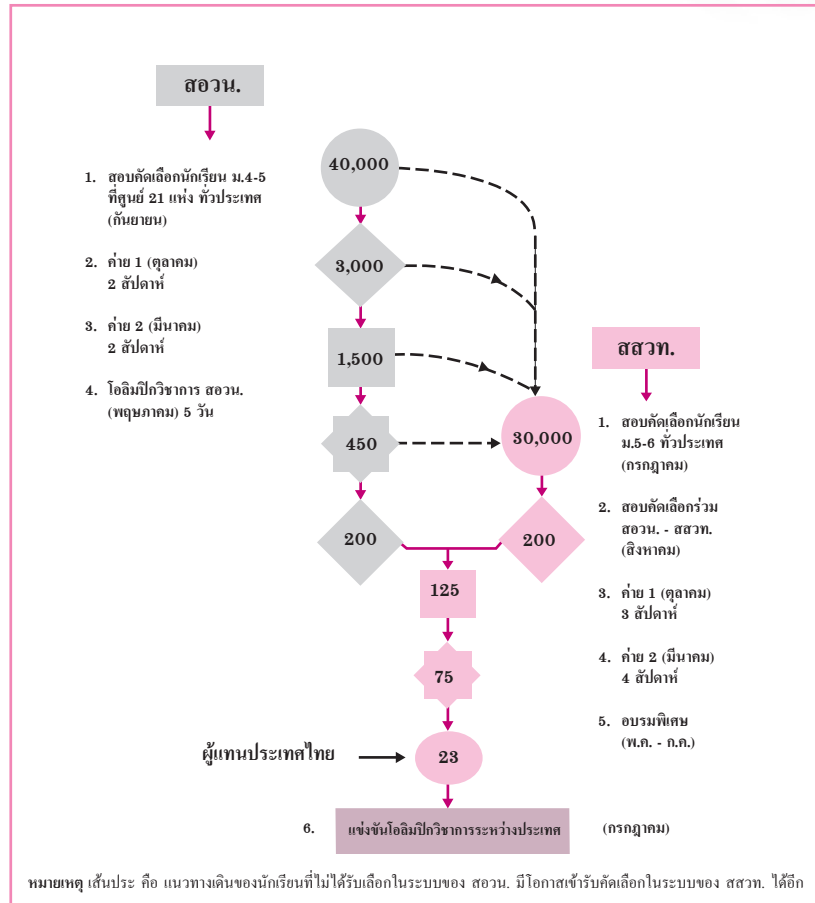 สอวน.
1. สอบคัดเลือกนักเรียน ม.4-5
ที่ศูนย์ 21 แห่ง ทั่วประเทศ
(กันยายน)
2. ค่าย 1 (ตุลาคม)
2 สัปดาห์
3. ค่าย 2 (มีนาคม)
2 สัปดาห์
4. โอลิมปิกวิชาการ สอวน.
(พฤษภาคม) 5 วัน
40,000
3,000
1,500
450
200
สสวท.
30,000
200
1. สอบคัดเลือกนักเรียน
ม.5-6 ทั่วประเทศ
(กรกฎาคม)
2. สอบคัดเลือกร่วม
สอวน. - สสวท.
(สิงหาคม)
3. ค่าย 1 (ตุลาคม)
3 สัปดาห์
4. ค่าย 2 (มีนาคม)
4 สัปดาห์
5. อบรมพิเศษ
(พ.ค. - ก.ค.)
125
75
ผู้แทนประเทศไทย
23
6. แข่งขันโอลิมปิกวิชาการระหว่างประเทศ (กรกฎาคม)
หมายเหตุ เส้นประ คือ แนวทางเดินของนักเรียนที่ไม่ได้รับเลือกในระบบของ สอวน. มีโอกาสเข้ารับคัดเลือกในระบบของ สสวท. ได้อีก